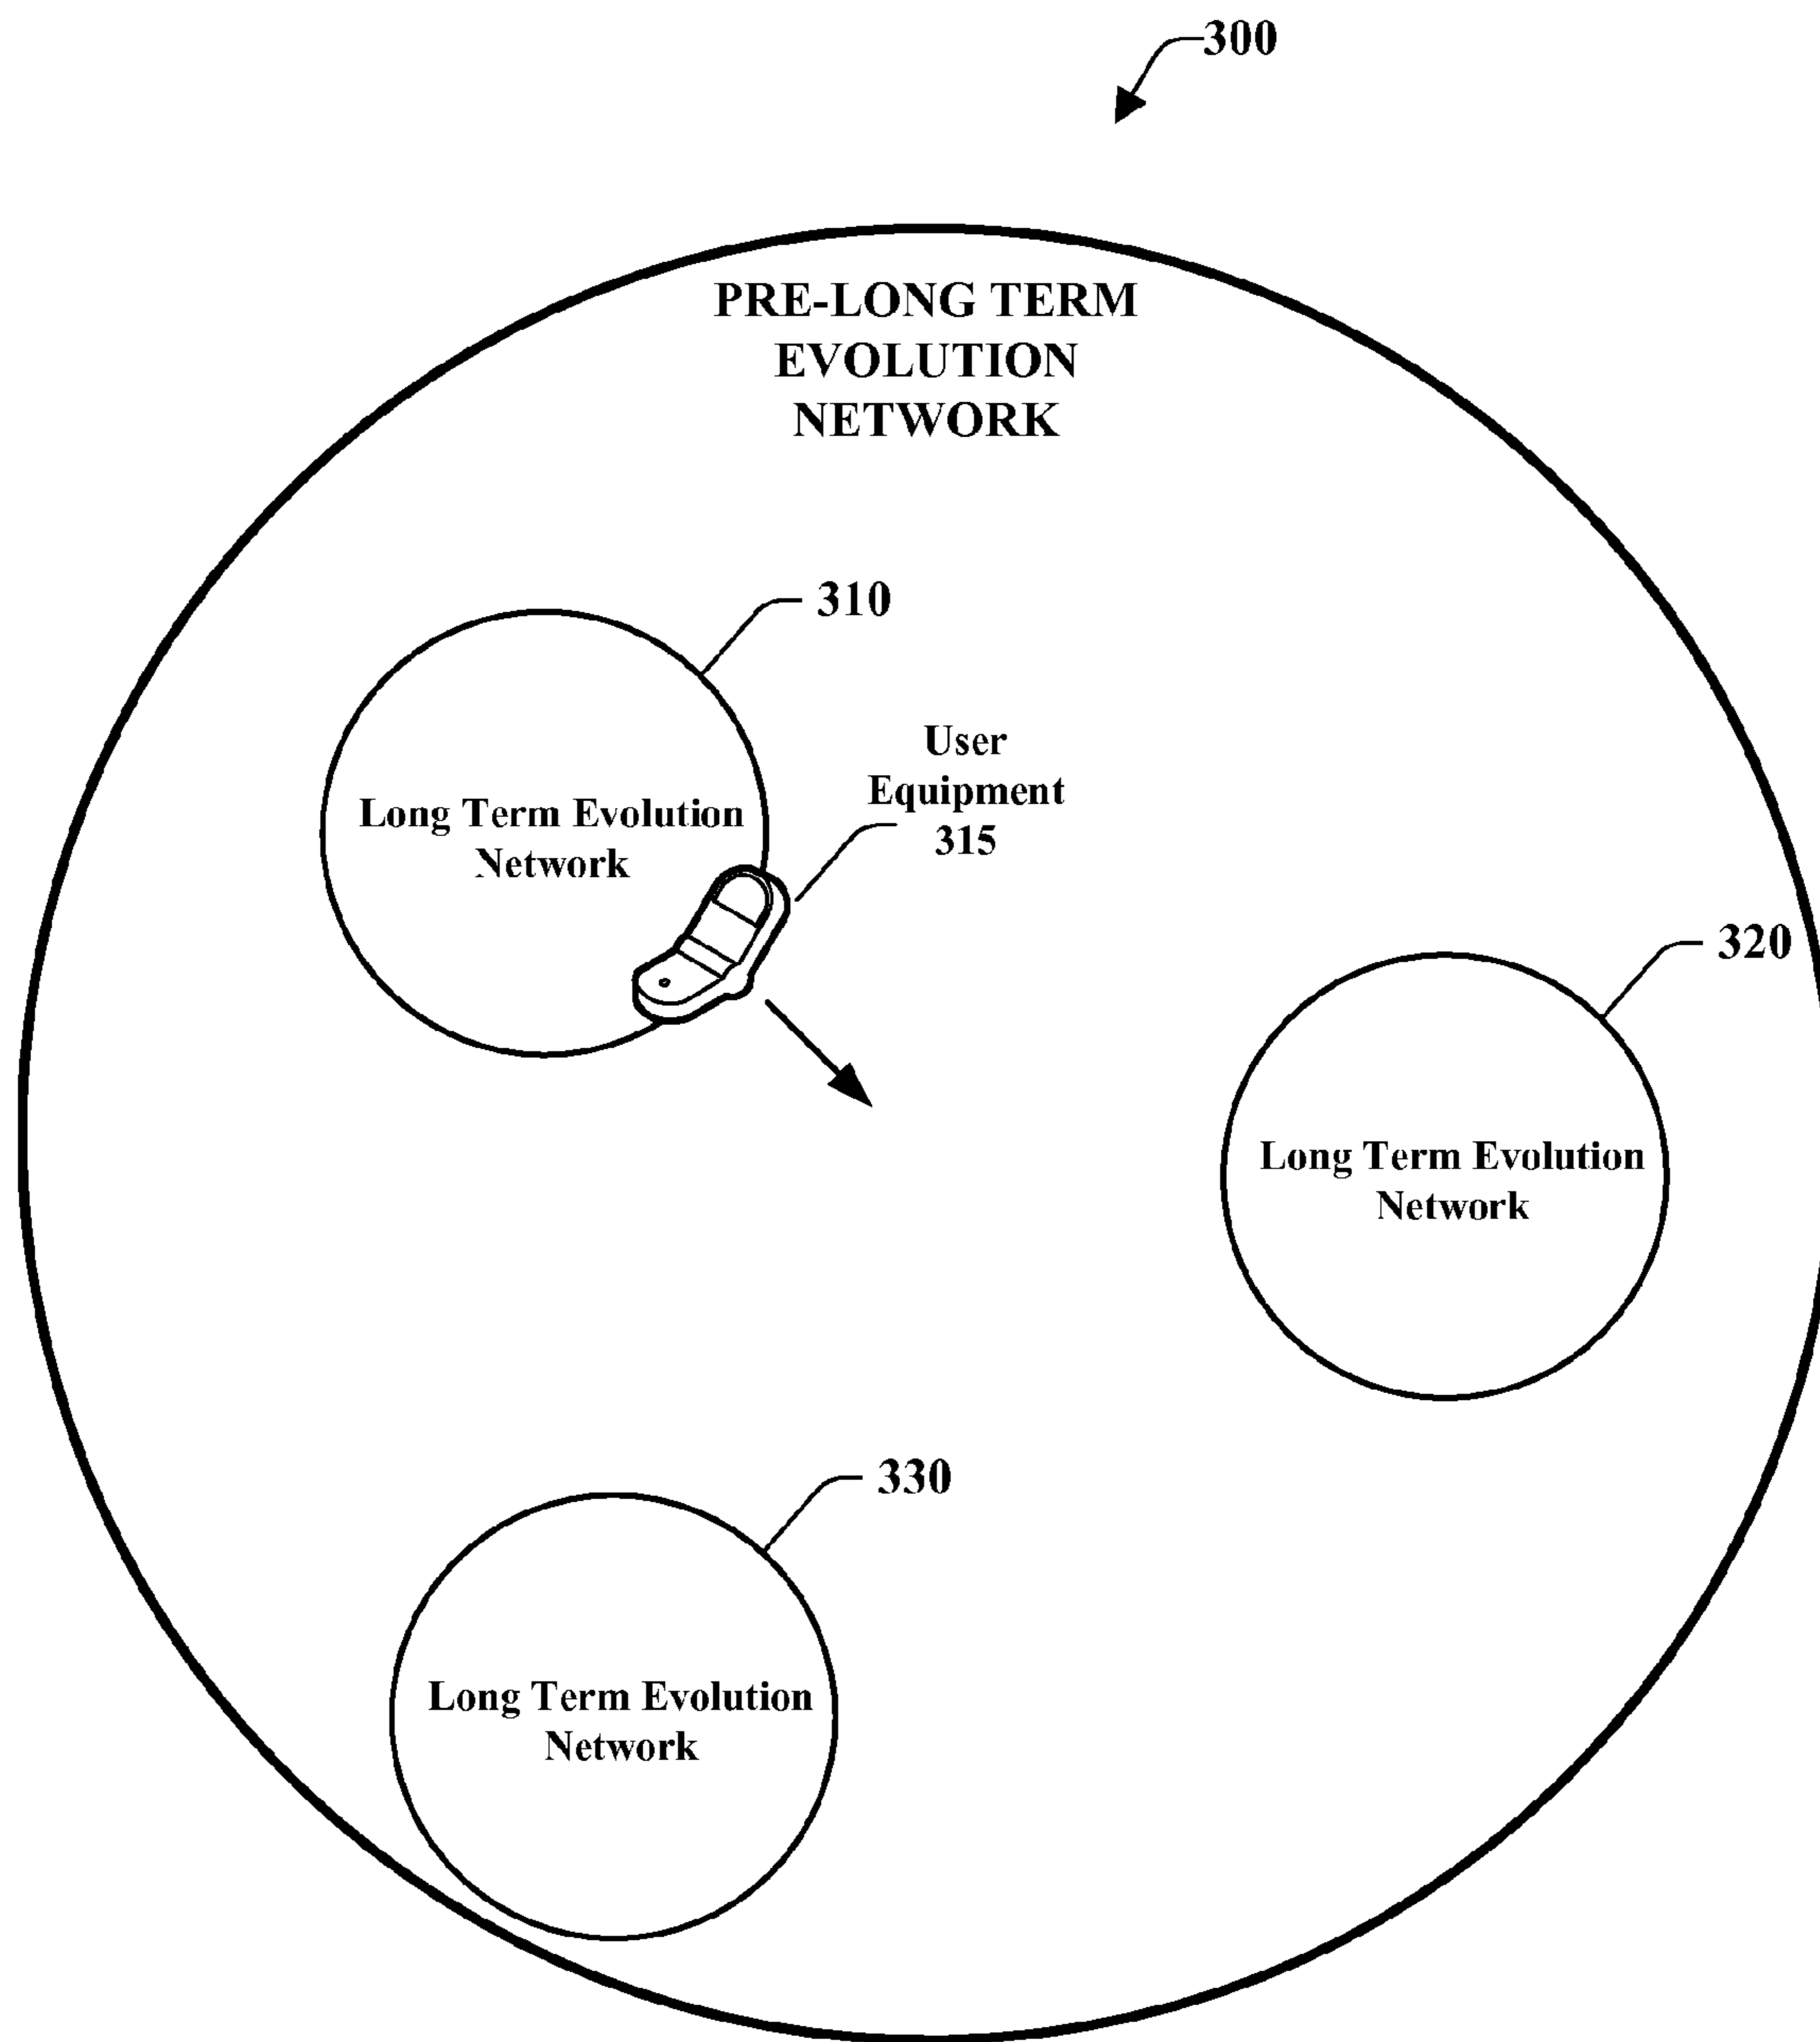 300
PRE-LONG TERM
EVOLUTION
NETWORK
310
User
Equipment
315
Long Term Evolution
Network
320
Long Term Evolution
Network
330
Long Term Evolution
Network